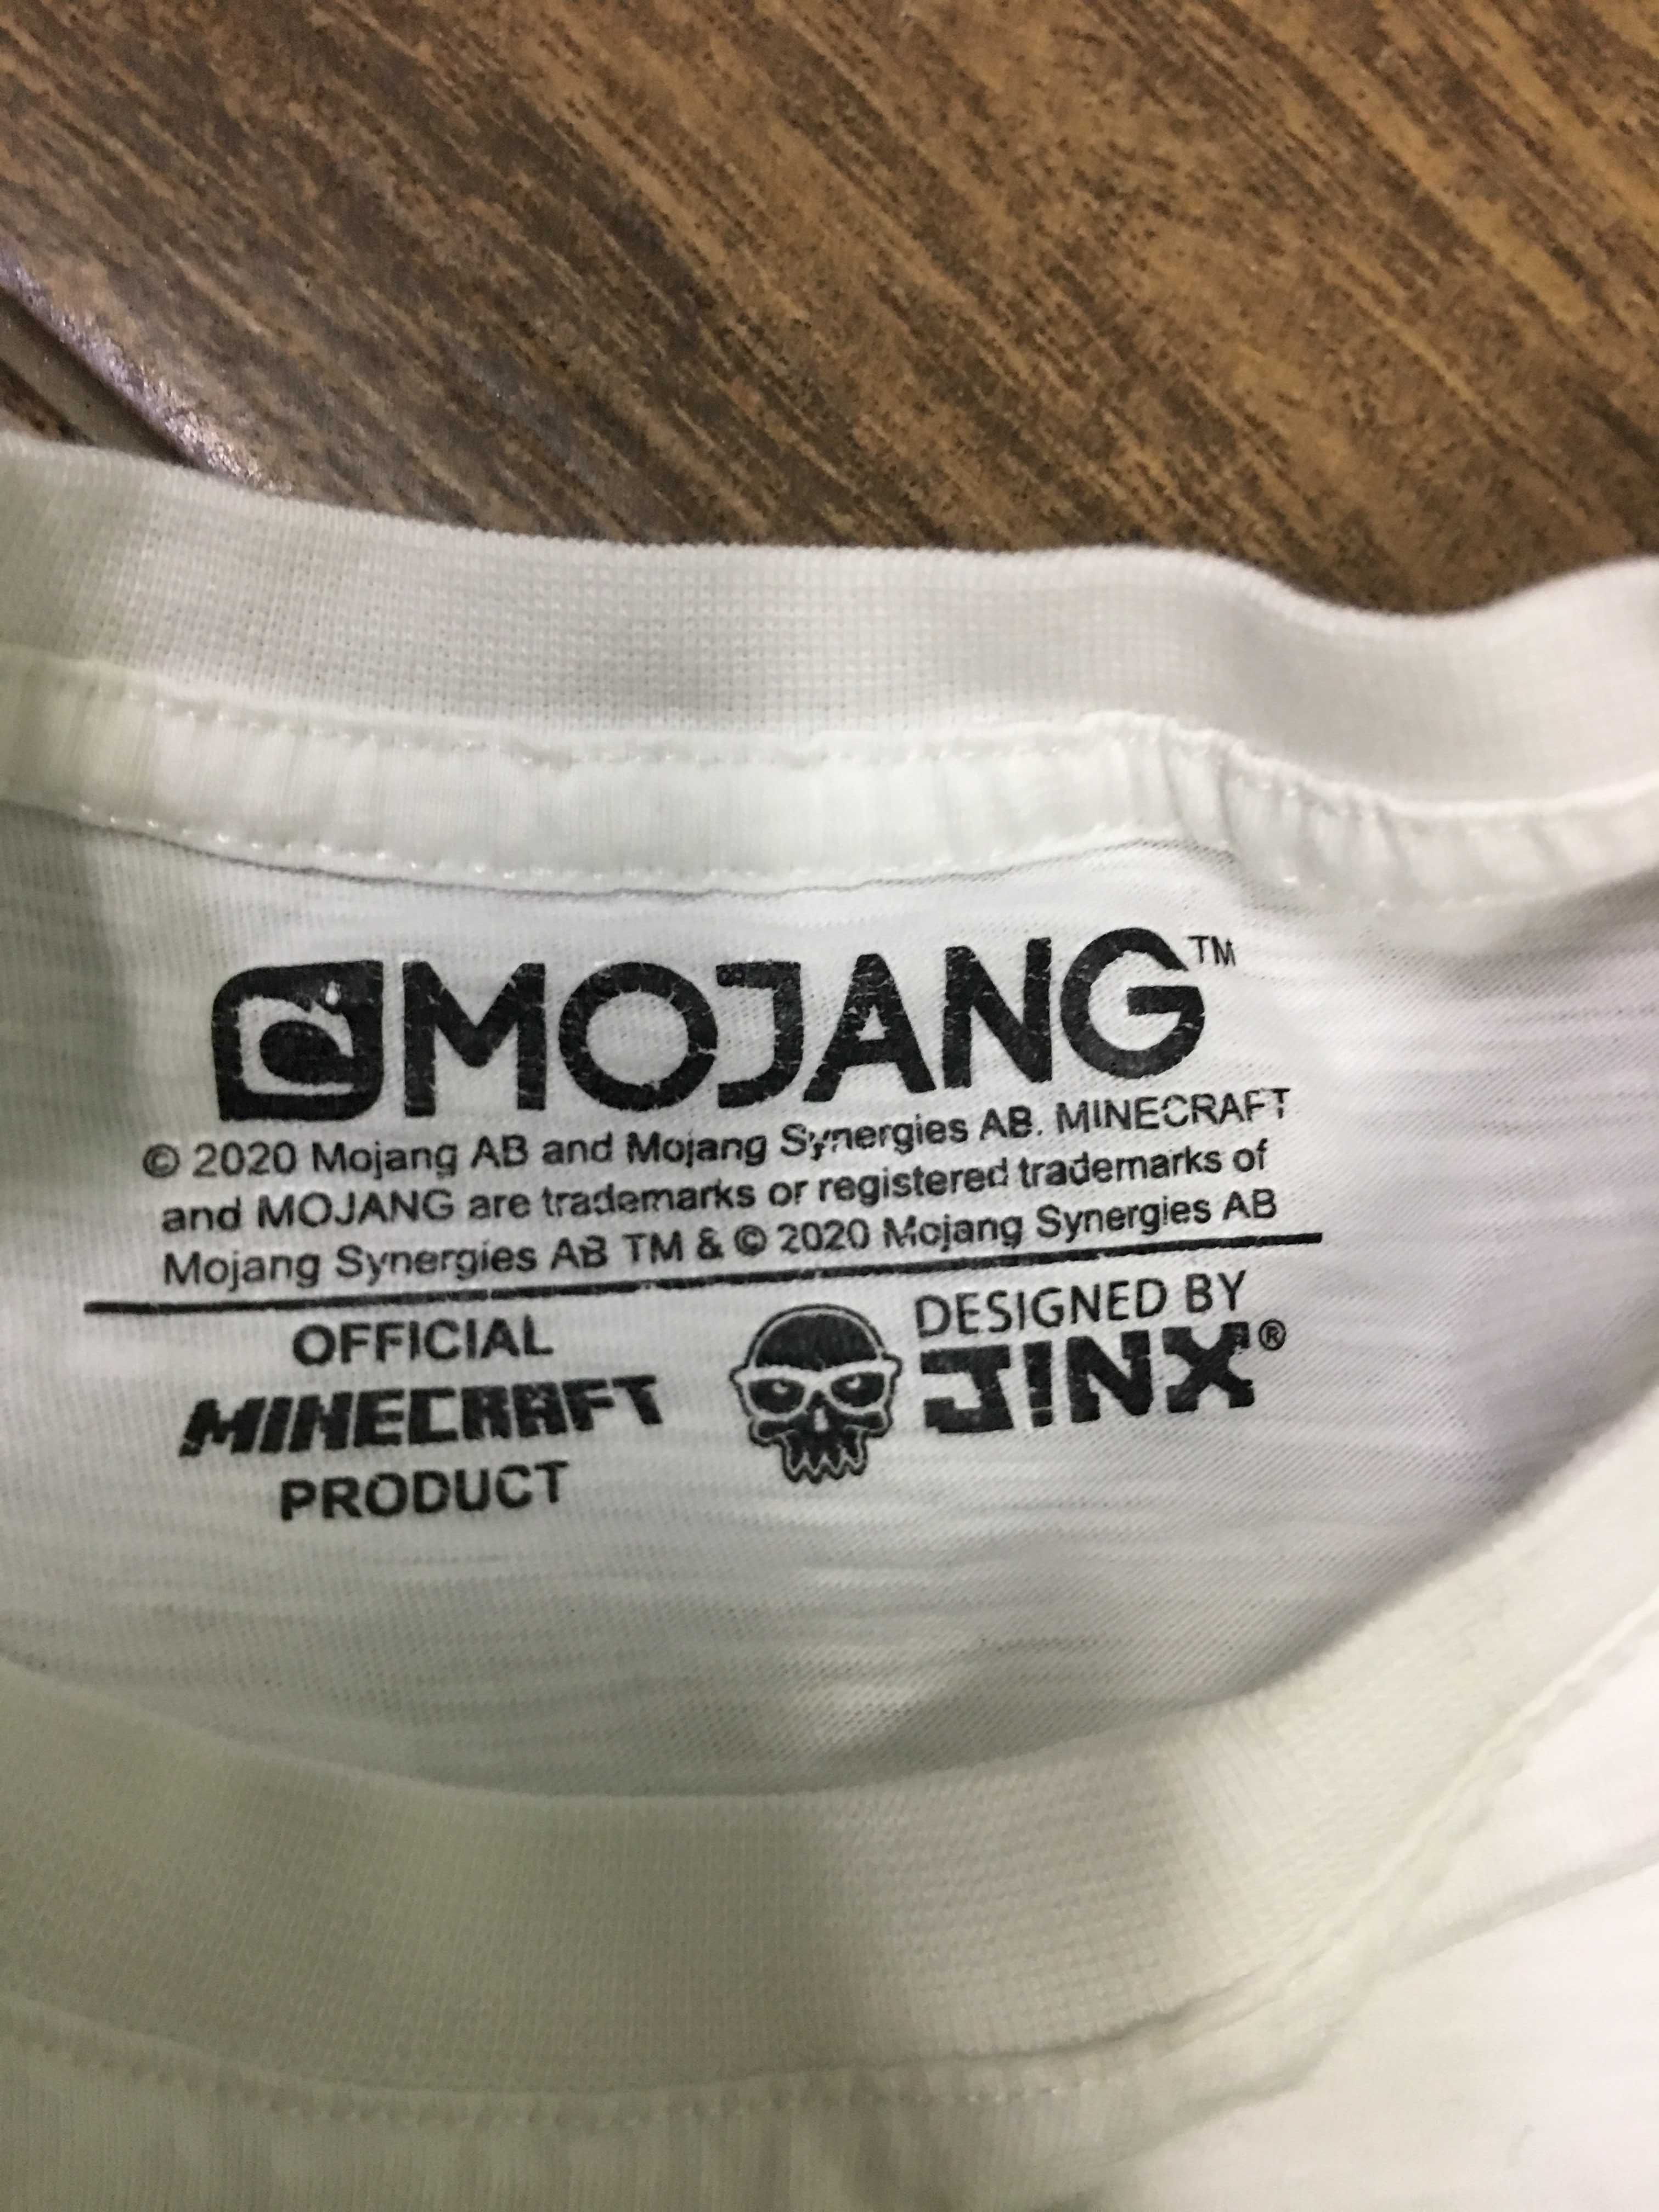 MOJANG™
© 2020 Mojang AB and Mojang Synergies AB. MINECRAFT
and MOJANG are trademarks or registered trademarks of
Mojang Synergies AB TM & © 2020 Mojang Synergies AB
OFFICIAL
MINECRAFT
PRODUCT
DESIGNED BY
J!NX®